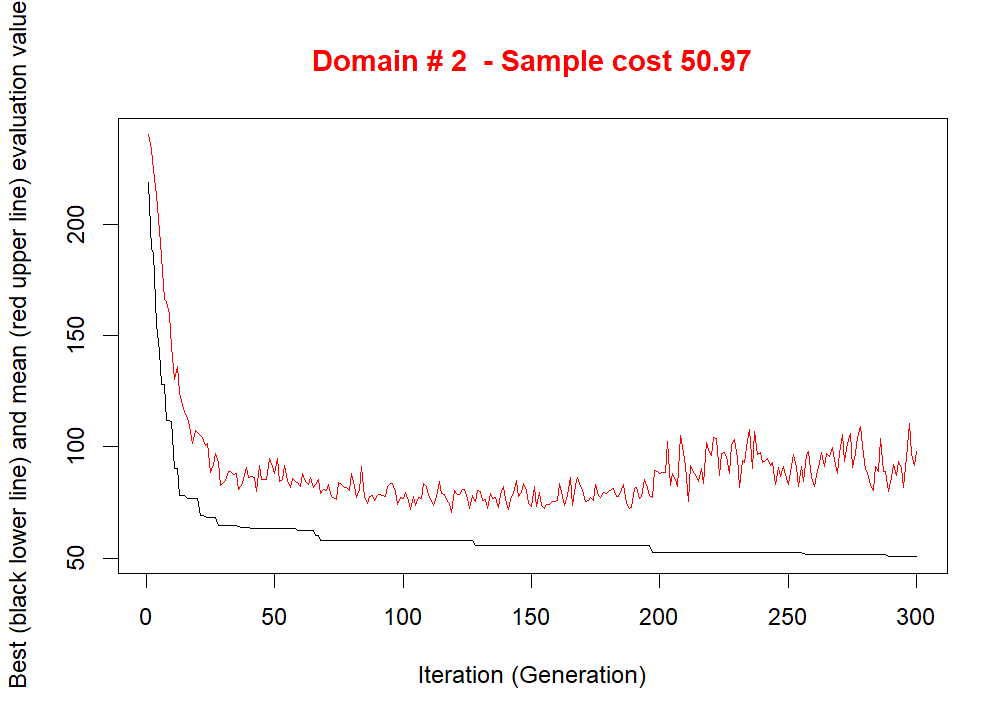 Domain # 2  - Sample cost 50.97
Best (black lower line) and mean (red upper line) evaluation value
200
150
100
50
0 50 100 150 200 250 300
Iteration (Generation)